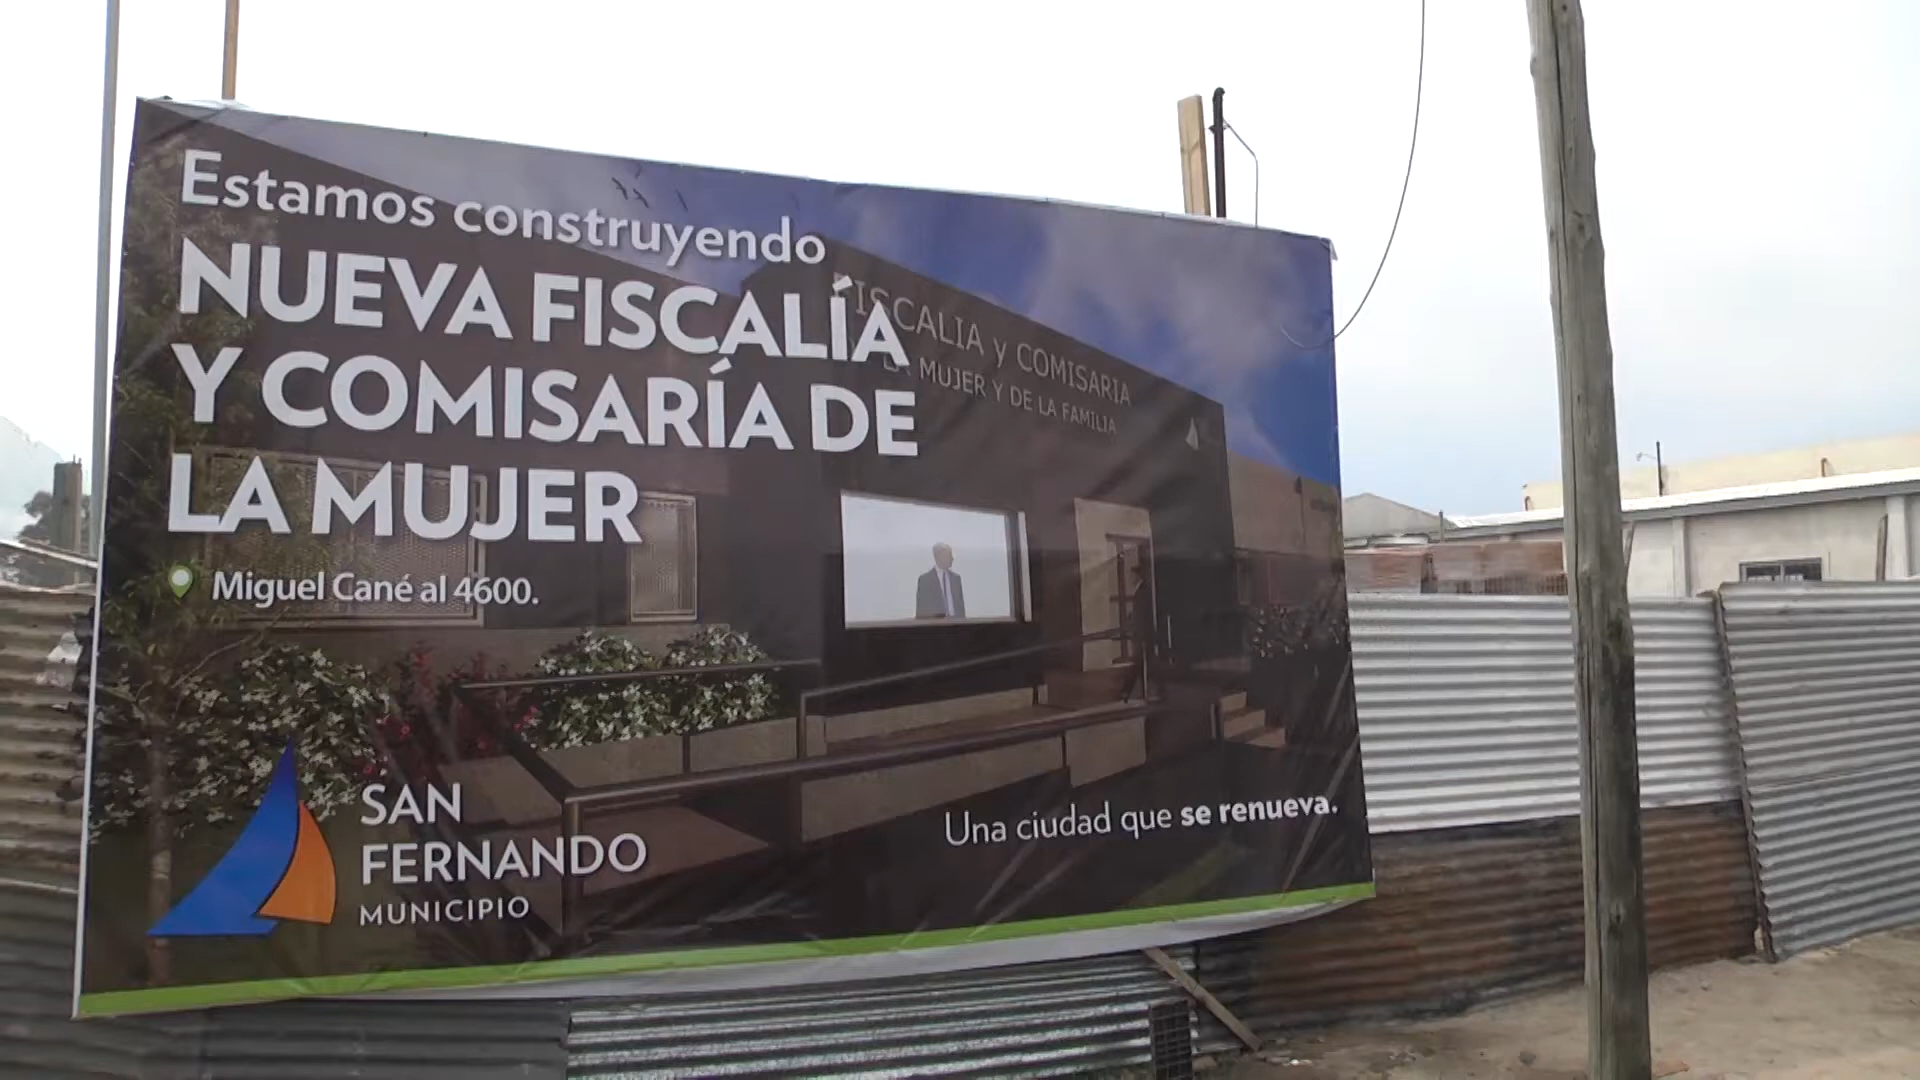 Estamos construyendo
NUEVA FISCALÍA
Y COMISARÍA DE
LA MUJER
Miguel Cané al 4600.
FISCALIA y COMISARIA
LA MUJER Y DE LA FAMILIA
SAN
FERNANDO
MUNICIPIO
Una ciudad que se renueva.